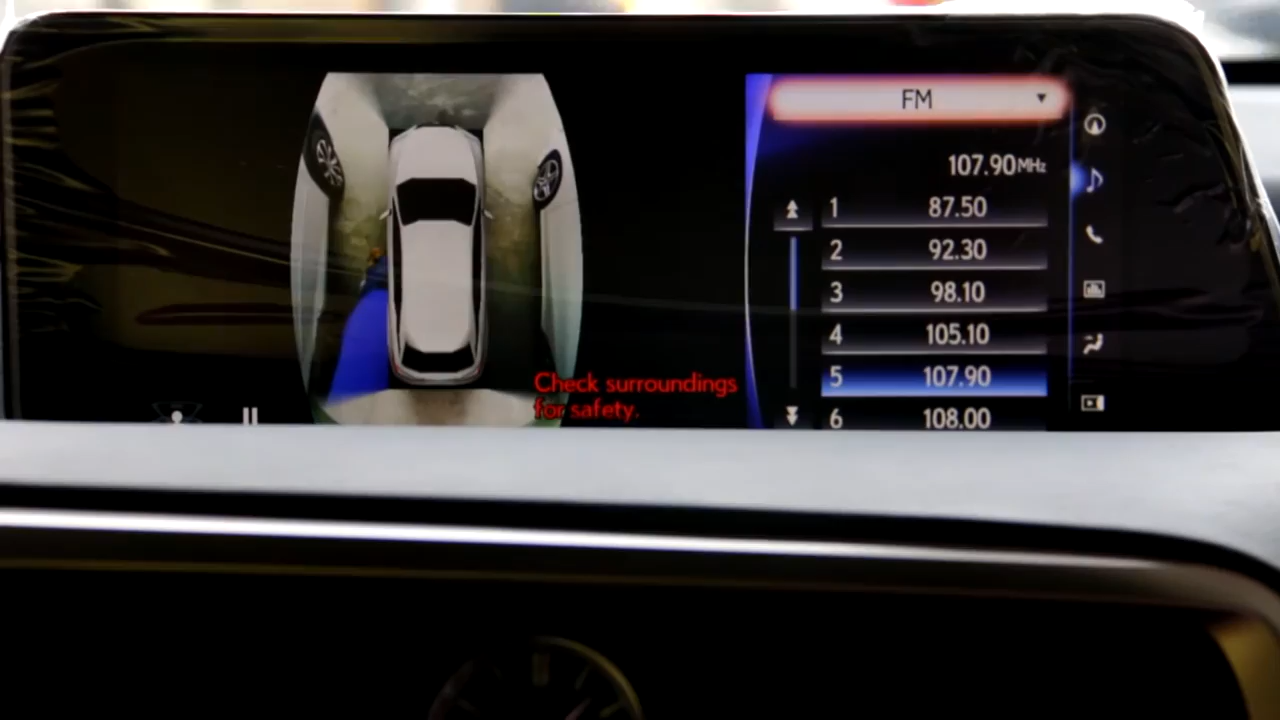 FM
107.90MHz
1 87.50
2 92.30
3 98.10
4 105.10
5 107.90
6 108.00
Check surroundings
for safety.